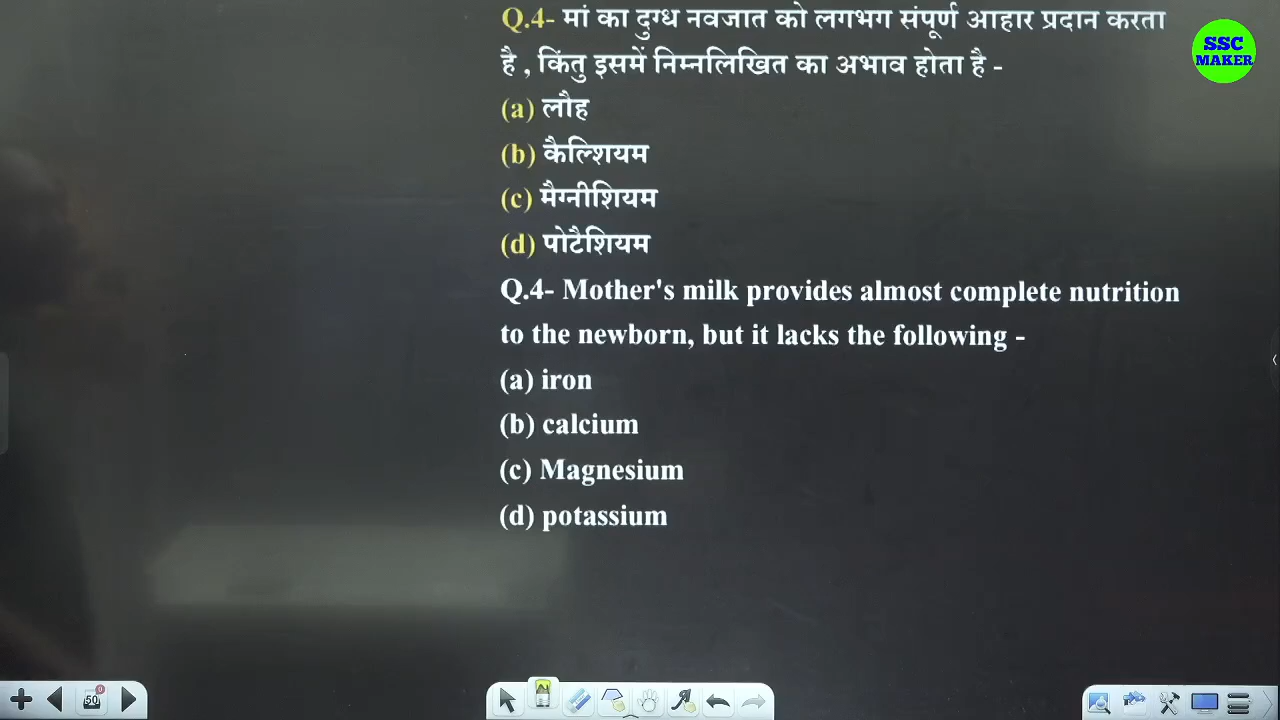 Q.4- मां का दुग्ध नवजात को लगभग संपूर्ण आहार प्रदान करता
है , किंतु इसमें निम्नलिखित का अभाव होता है -
(a) लौह
(b) कैल्शियम
(c) मैग्नीशियम
(d) पोटैशियम
Q.4- Mother's milk provides almost complete nutrition
to the newborn, but it lacks the following -
(a) iron
(b) calcium
(c) Magnesium
(d) potassium
SSC
MAKER
50
0